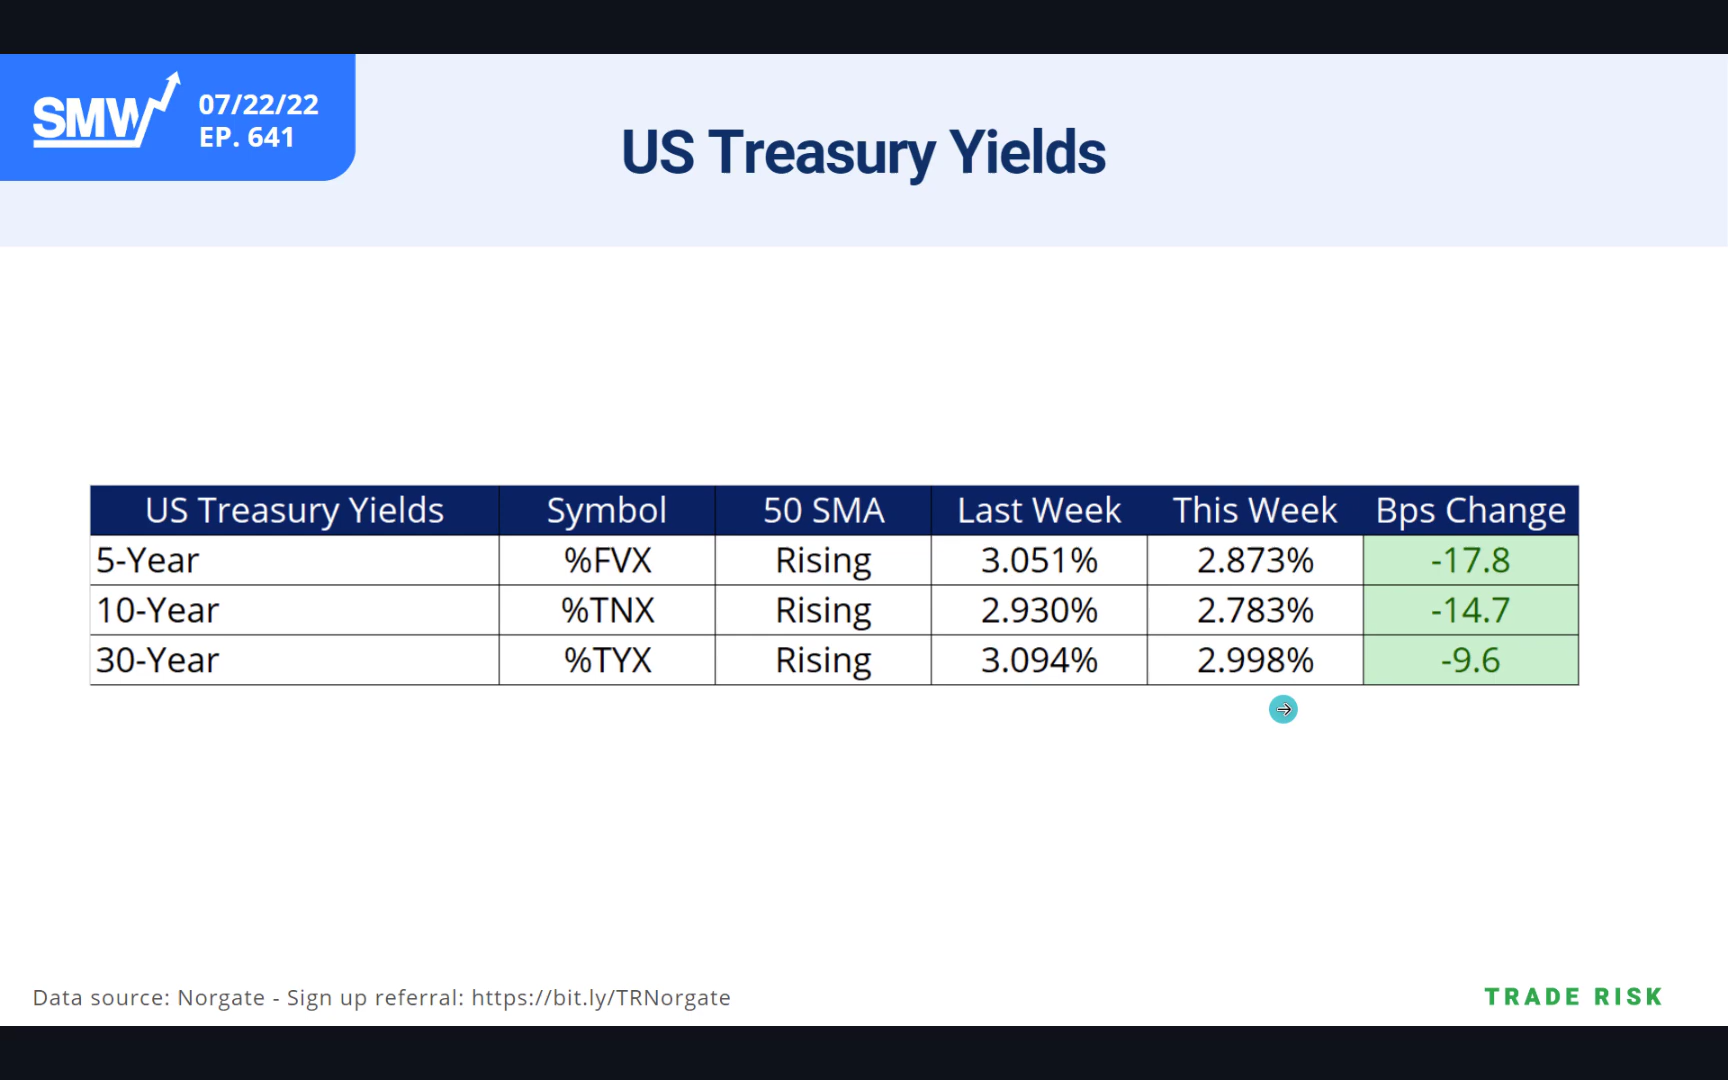 SMW
07/22/22
EP. 641
US Treasury Yields
US Treasury Yields Symbol 50 SMA Last Week This Week Bps Change
5-Year %FVX Rising 3.051% 2.873% -17.8
10-Year %TNX Rising 2.930% 2.783% -14.7
30-Year %TYX Rising 3.094% 2.998% -9.6
Data source: Norgate - Sign up referral: https://bit.ly/TRNorgate
TRADE RISK